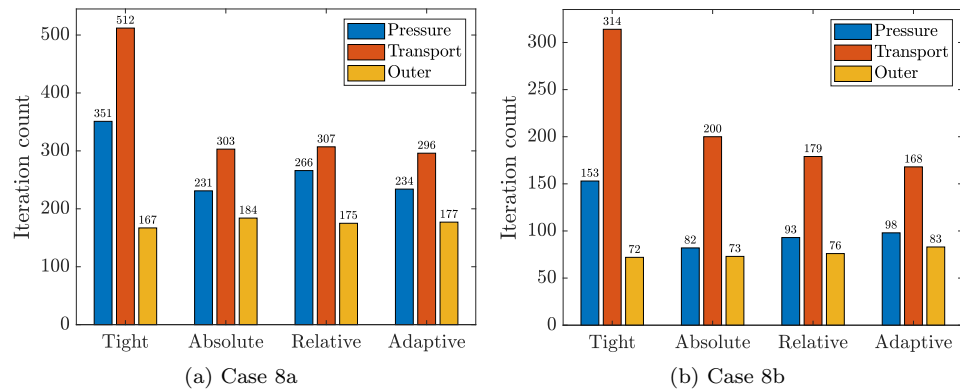 512
500
400
300
200
100
0
Iteration count
Pressure
Transport
Outer
351
167
231
303
184
266
307
175
234
296
177
Tight
Absolute
Relative
Adaptive
(a) Case 8a
314
300
250
200
150
100
50
0
Iteration count
Pressure
Transport
Outer
153
72
82
200
73
93
179
76
98
168
83
Tight
Absolute
Relative
Adaptive
(b) Case 8b